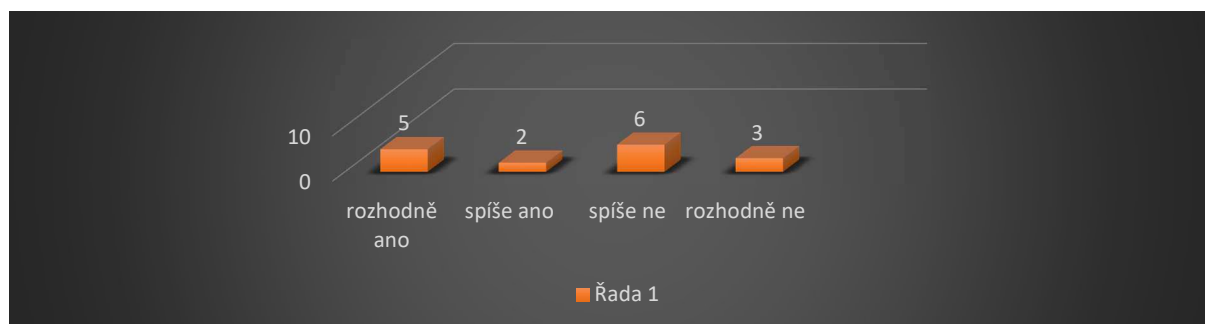 5
2
6
3
10
0
rozhodně
ano
spíše ano
spíše ne
rozhodně ne
Řada 1